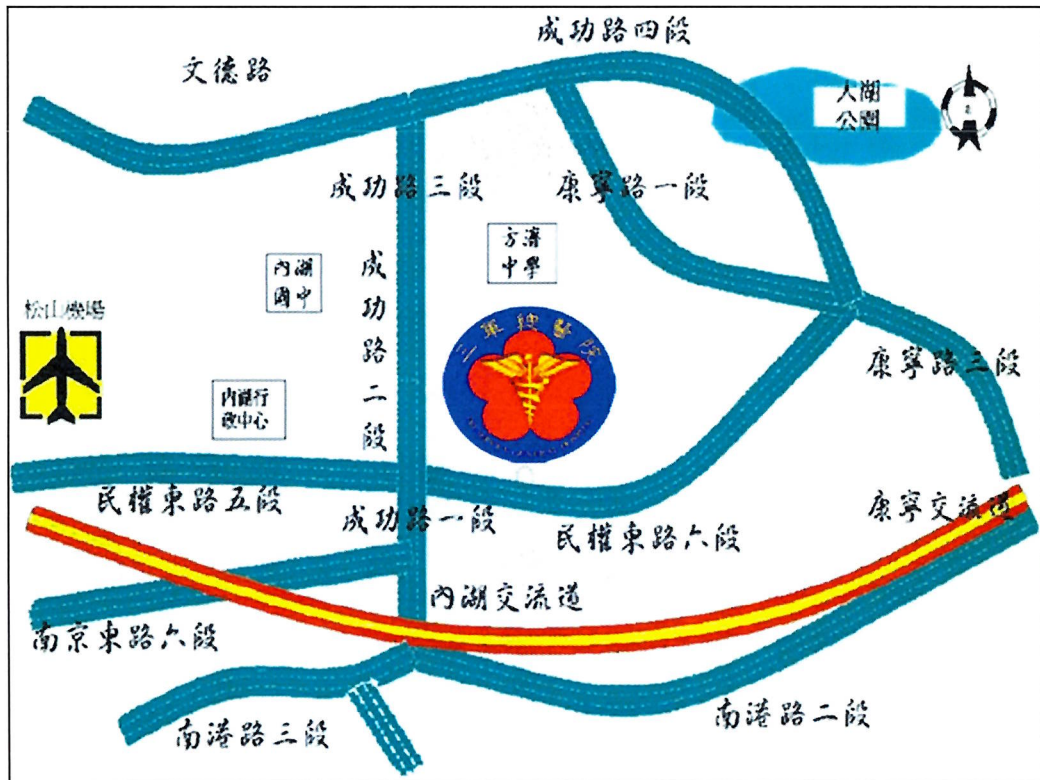 成功路四段
文德路
人湖
公園
成功路三段
康寧路一段
方濟
中學
內湖
國中
成功路二段
松山機場
三軍總醫院
康寧路三段
內湖行
政中心
民權東路五段
成功路一段
民權東路六段
康寧交流道
內湖交流道
南京東路六段
南港路三段
南港路二段